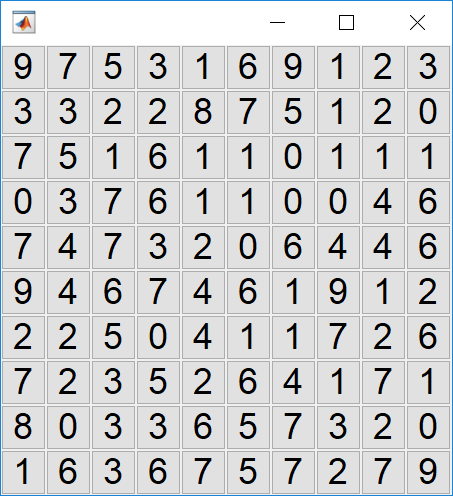 9 7 5 3 1 6 9 1 2 3
3 3 2 2 8 7 5 1 2 0
7 5 1 6 1 1 0 1 1 1
0 3 7 6 1 1 0 0 4 6
7 4 7 3 2 0 6 4 4 6
9 4 6 7 4 6 1 9 1 2
2 2 5 0 4 1 1 7 2 6
7 2 3 5 2 6 4 1 7 1
8 0 3 3 6 5 7 3 2 0
1 6 3 6 7 5 7 2 7 9